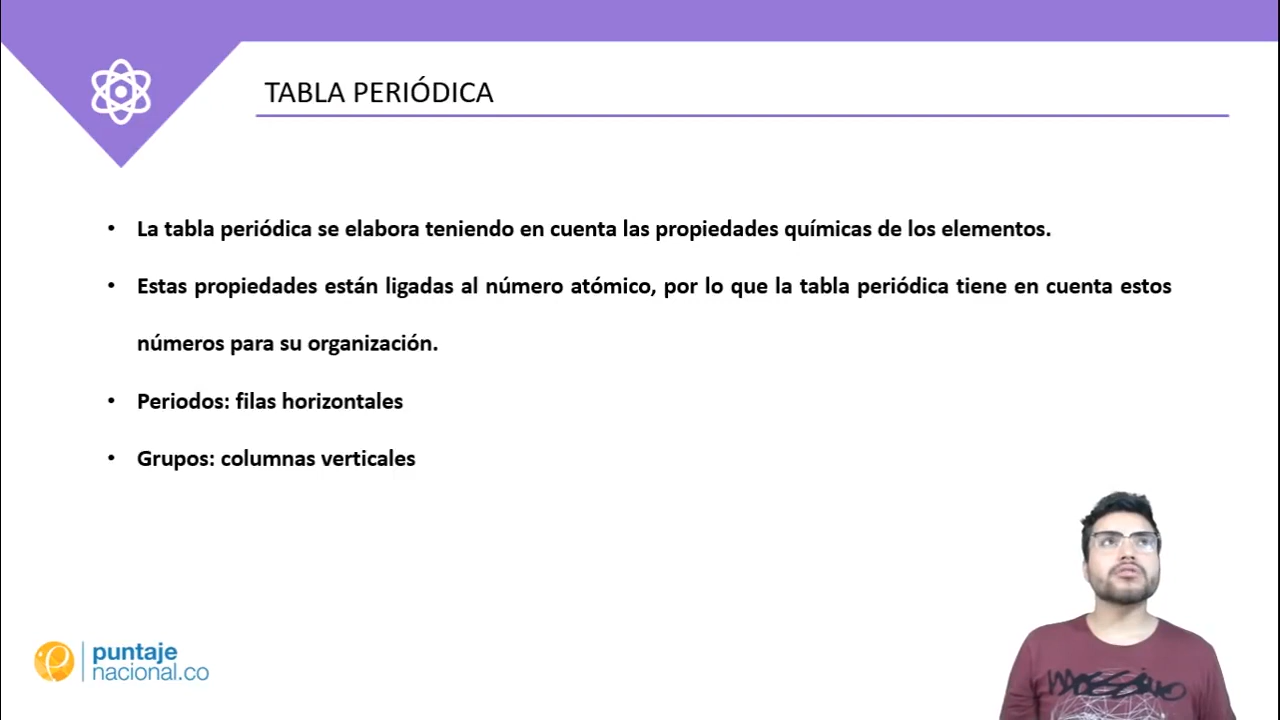 TABLA PERIÓDICA
• La tabla periódica se elabora teniendo en cuenta las propiedades químicas de los elementos.
• Estas propiedades están ligadas al número atómico, por lo que la tabla periódica tiene en cuenta estos
números para su organización.
• Periodos: filas horizontales
• Grupos: columnas verticales
puntaje
nacional.co